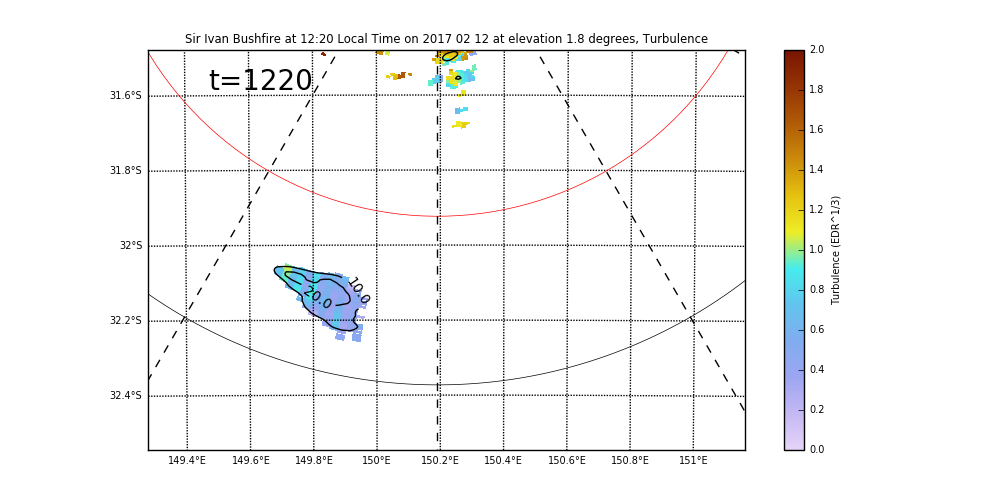 Sir Ivan Bushfire at 12:20 Local Time on 2017 02 12 at elevation 1.8 degrees, Turbulence
t=1220
31.6°S
31.8°S
32°S
32.2°S
32.4°S
10.0
20.0
149.4°E 149.6°E 149.8°E 150°E 150.2°E 150.4°E 150.6°E 150.8°E 151°E
2.0
1.8
1.6
1.4
1.2
1.0
0.8
0.6
0.4
0.2
0.0
Turbulence (EDR^1/3)